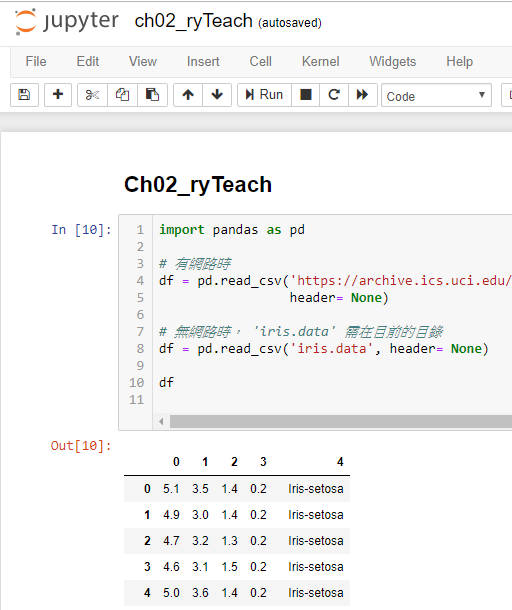 jupyter ch02_ryTeach (autosaved)
File Edit View Insert Cell Kernel Widgets Help
Run Code
Ch02_ryTeach
In [10]:
1 import pandas as pd
2
3 # 有網路時
4 df = pd.read_csv('https://archive.ics.uci.edu/
5 header= None)
6
7 # 無網路時， 'iris.data' 需在目前的目錄
8 df = pd.read_csv('iris.data', header= None)
9
10 df
11
Out[10]:
0 1 2 3 4
0 5.1 3.5 1.4 0.2 Iris-setosa
1 4.9 3.0 1.4 0.2 Iris-setosa
2 4.7 3.2 1.3 0.2 Iris-setosa
3 4.6 3.1 1.5 0.2 Iris-setosa
4 5.0 3.6 1.4 0.2 Iris-setosa